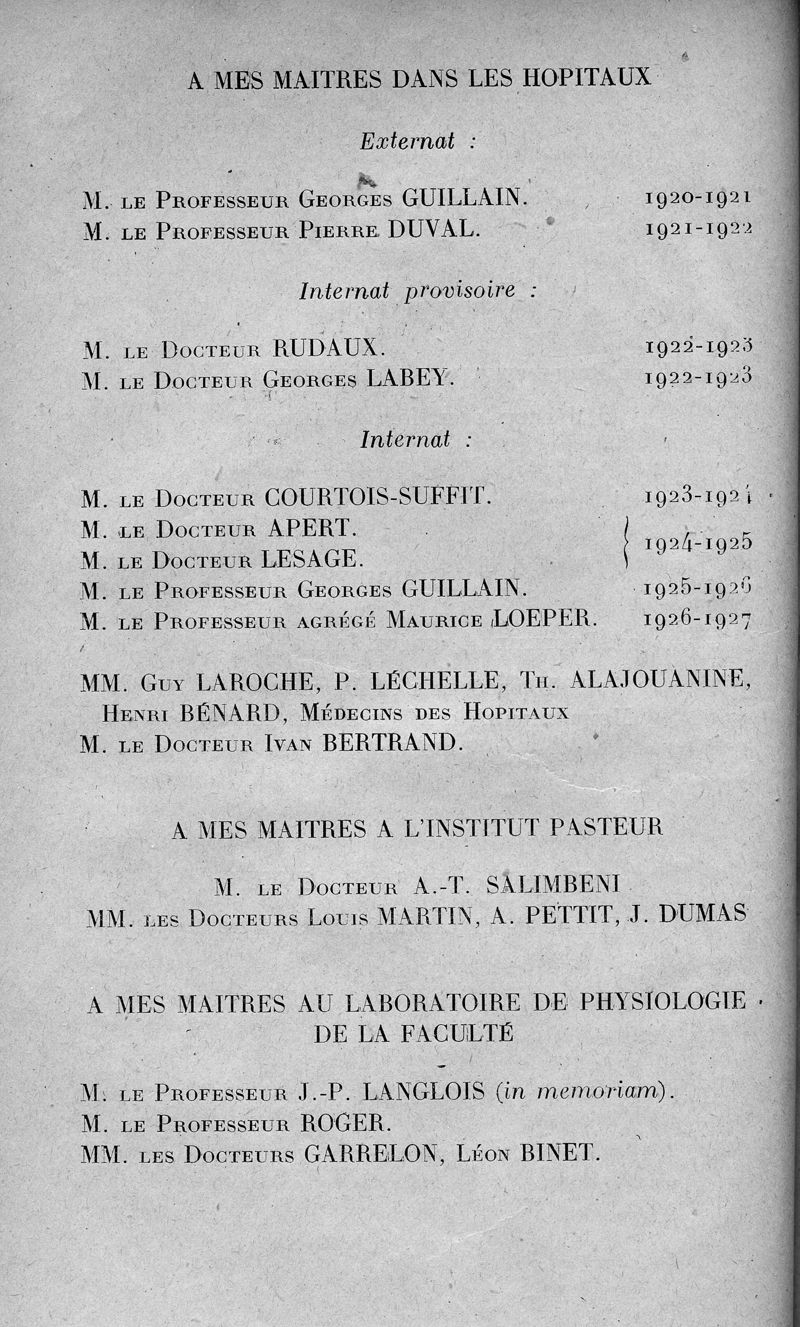 A MES MAITRES DANS LES HOPITAUX
Externat :
M. LE PROFESSEUR GEORGES GUILLAIN. 1920-1921
M. LE PROFESSEUR PIERRE DUVAL. 1921-1922
Internat provisoire :
M. LE DOCTEUR RUDAUX. 1922-1923
M. LE DOCTEUR GEORGES LABEY. 1922-1923
Internat :
M. LE DOCTEUR COURTOIS-SUFFIT. 1923-1924
M. LE DOCTEUR APERT.
M. LE DOCTEUR LESAGE. } 1924-1925
M. LE PROFESSEUR GEORGES GUILLAIN. 1925-1926
M. LE PROFESSEUR AGRÉGÉ MAURICE LOEPER. 1926-1927
MM. GUY LAROCHE, P. LÉCHELLE, TH. ALAJOUANINE,
HENRI BÉNARD, MÉDECINS DES HOPITAUX
M. LE DOCTEUR IVAN BERTRAND.
A MES MAITRES A L'INSTITUT PASTEUR
M. LE DOCTEUR A.-T. SALIMBENI
MM. LES DOCTEURS LOUIS MARTIN, A. PETTIT, J. DUMAS
A MES MAITRES AU LABORATOIRE DE PHYSIOLOGIE
DE LA FACULTÉ
M. LE PROFESSEUR J.-P. LANGLOIS (in memoriam).
M. LE PROFESSEUR ROGER.
MM. LES DOCTEURS GARRELON, LÉON BINET.